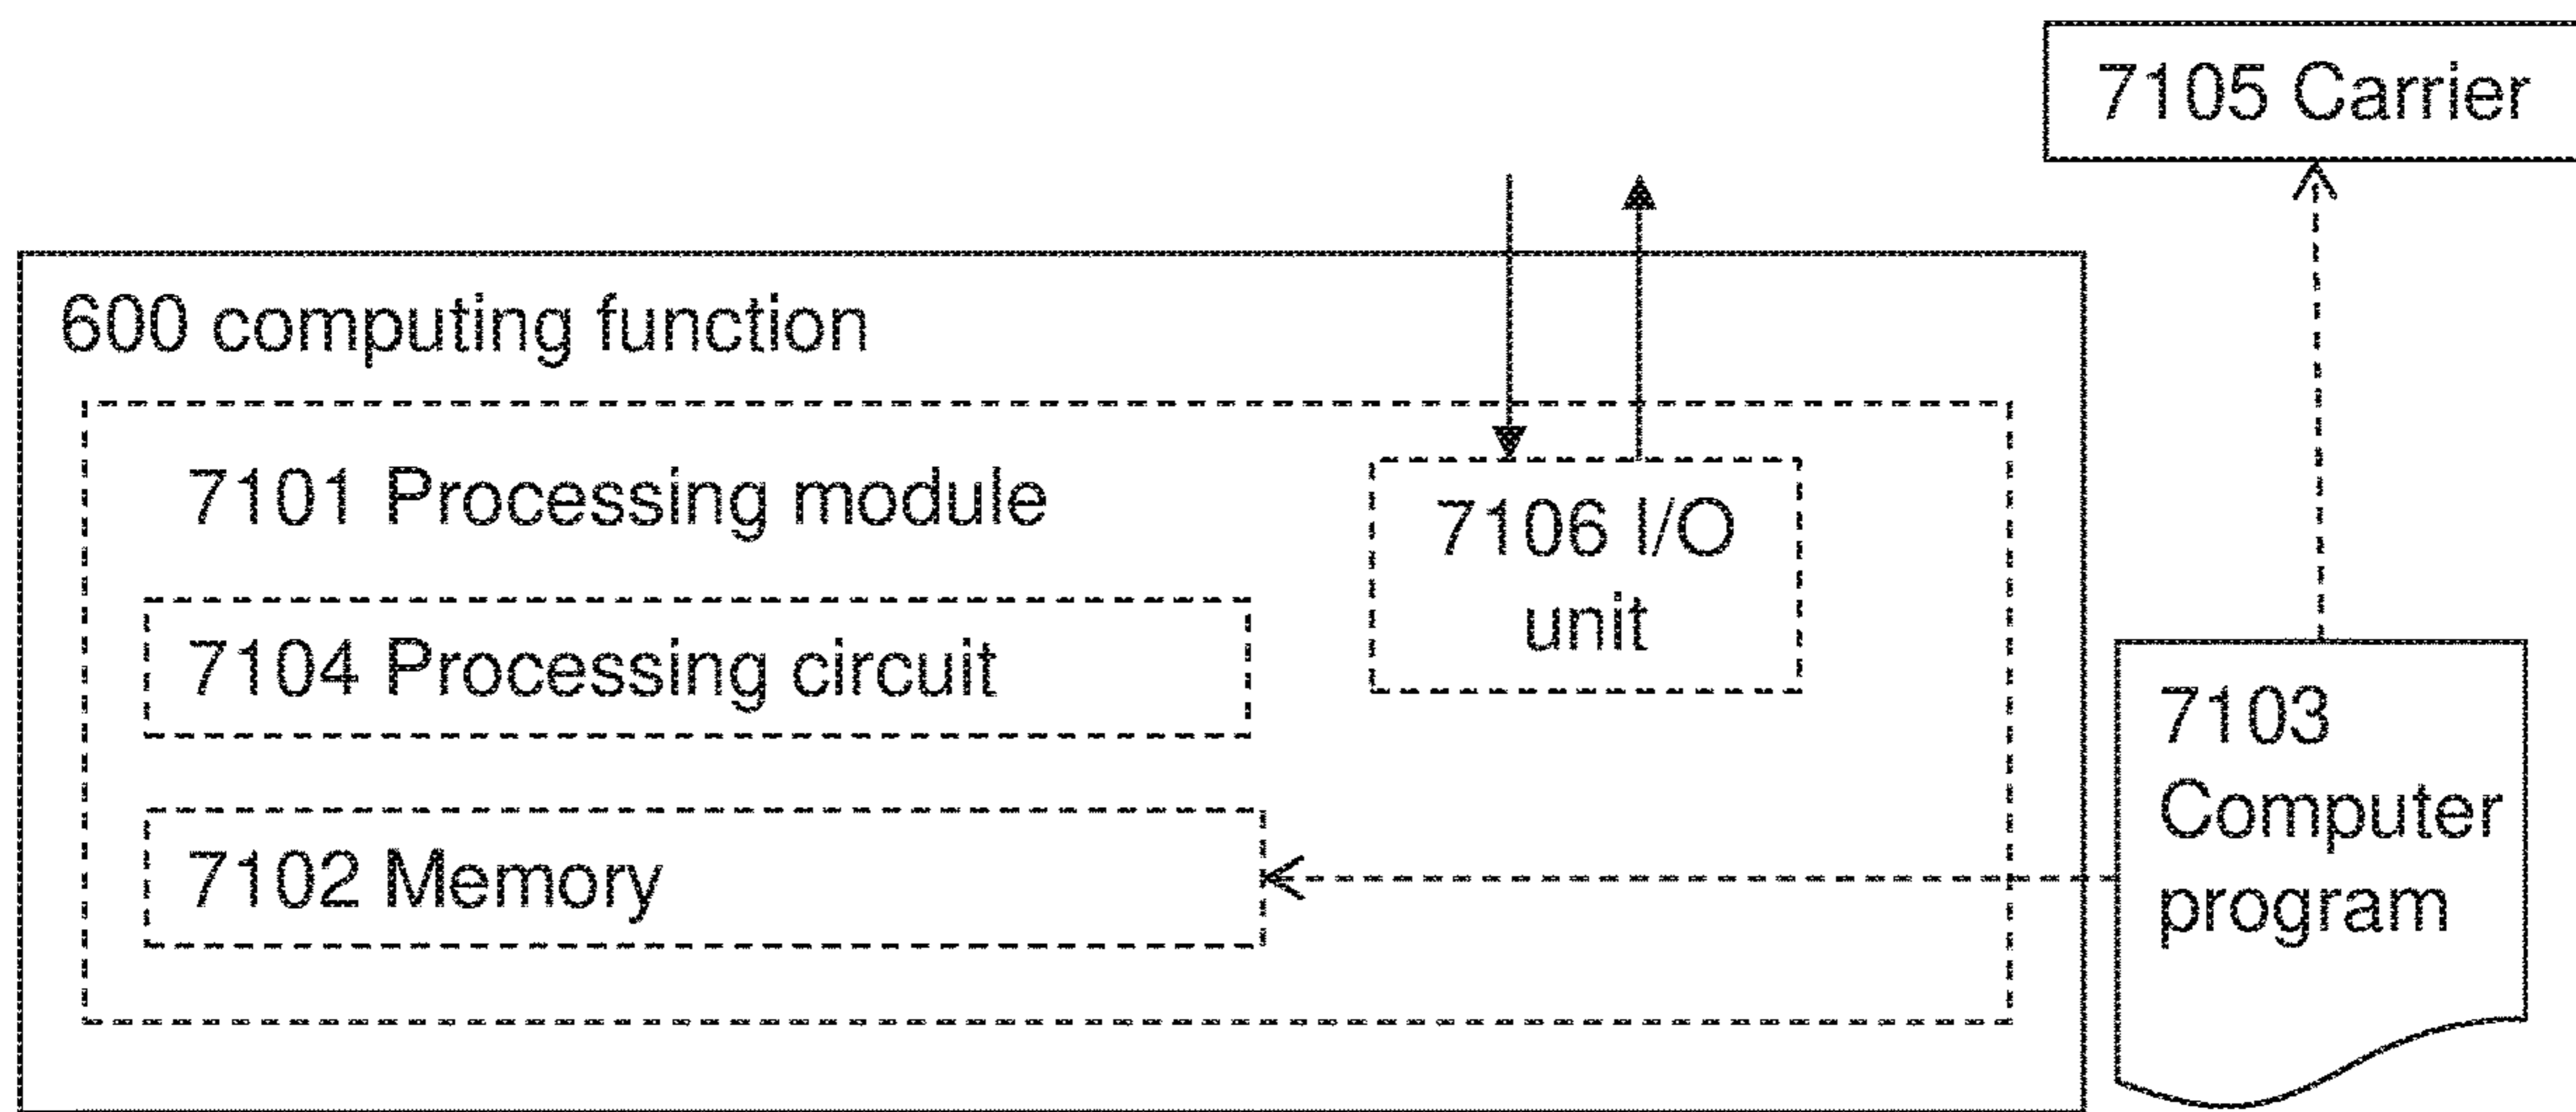 7105 Carrier
600 computing function
7101 Processing module
7106 I/O
unit
7104 Processing circuit
7102 Memory
7103
Computer
program